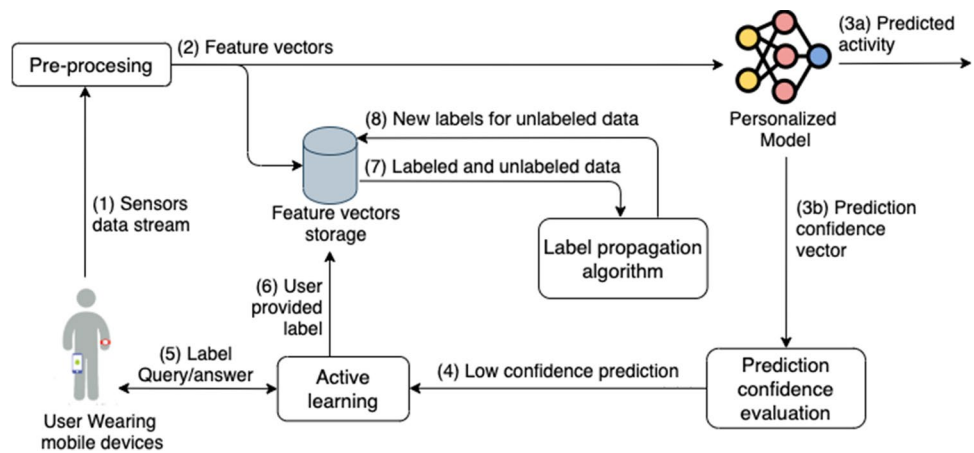 (2) Feature vectors
(3a) Predicted
activity
Pre-procesing
(8) New labels for unlabeled data
Personalized
Model
(7) Labeled and unlabeled data
(1) Sensors
data stream
Feature vectors
storage
(3b) Prediction
confidence
vector
Label propagation
algorithm
(6) User
provided
label
(5) Label
Query/answer
Active
learning
(4) Low confidence prediction
Prediction
confidence
evaluation
User Wearing
mobile devices